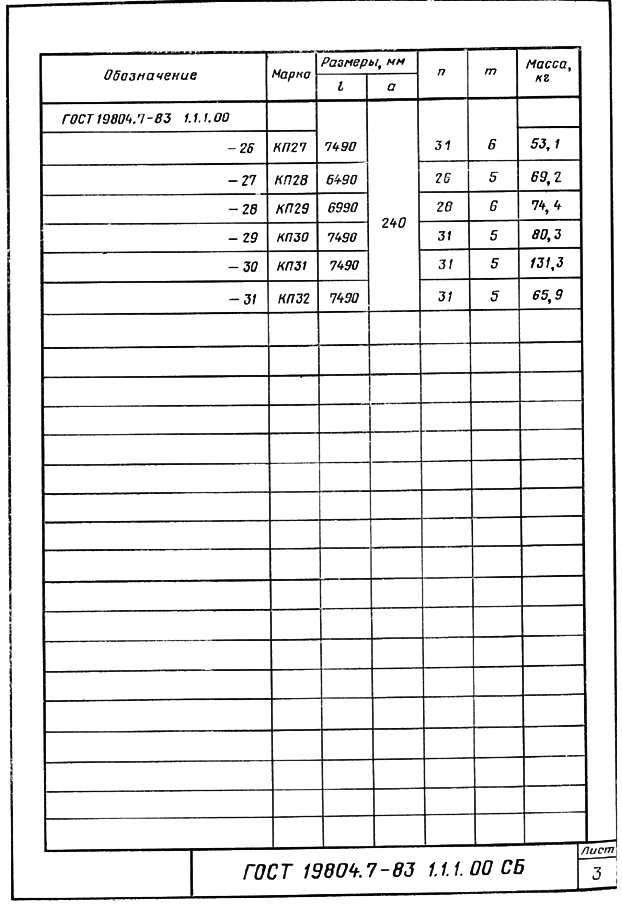 Обозначение Марка Размеры, мм n m Масса, кг
l a
ГОСТ 19804.7-83 1.1.1.00
-26 КП27 7490 31 6 53,1
-27 КП28 6490 26 5 69,2
-28 КП29 6990 28 6 74,4
240
-29 КП30 7490 31 5 80,3
-30 КП31 7490 31 5 131,3
-31 КП32 7490 31 5 65,9
ГОСТ 19804.7-83 1.1.1.00 СБ
Лист
3